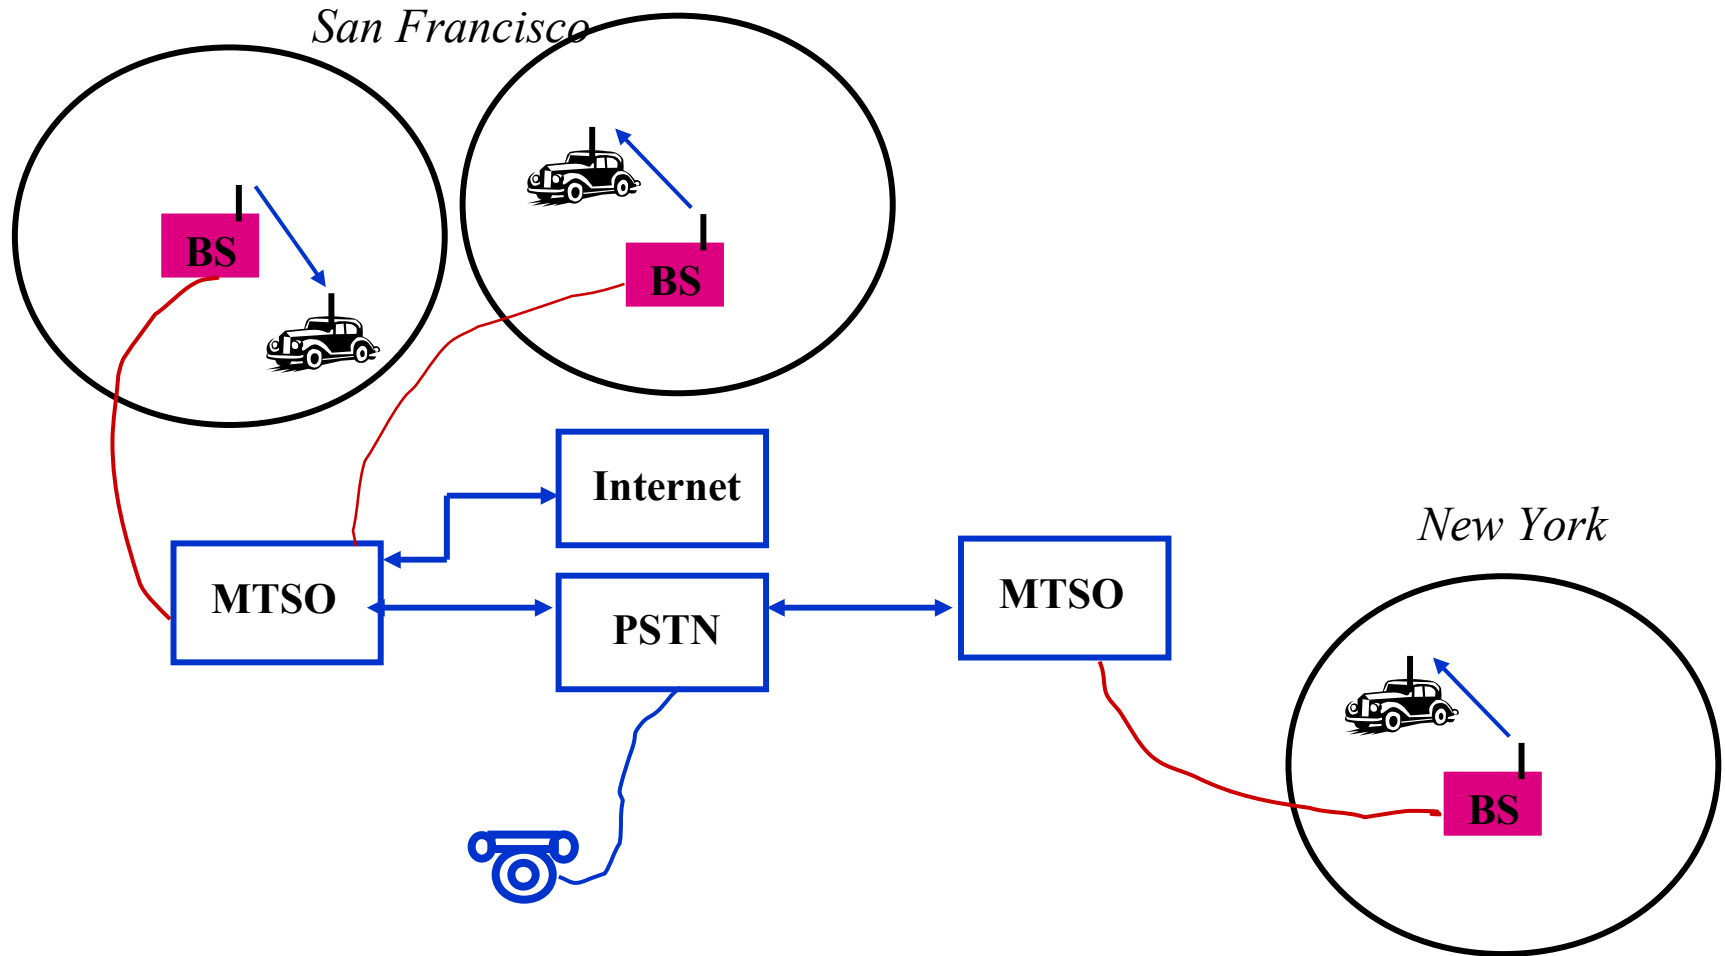 San Francisco
BS
BS
Internet
MTSO
PSTN
MTSO
New York
BS